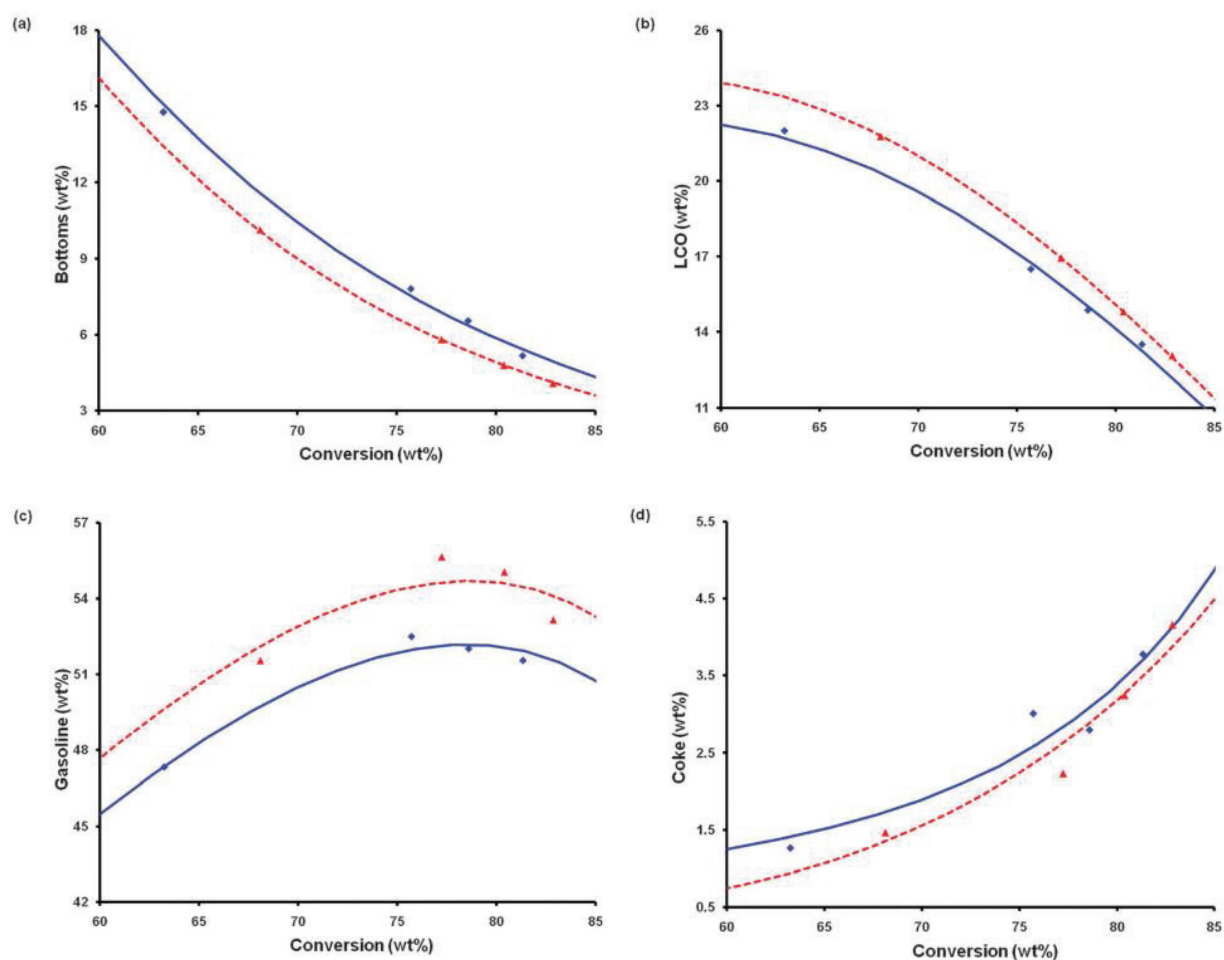 (a)
18
15
12
9
6
3
Bottoms (wt%)
60 65 70 75 80 85
Conversion (wt%)
(b)
26
23
20
17
14
11
LCO (wt%)
60 65 70 75 80 85
Conversion (wt%)
(c)
57
54
51
48
45
42
Gasoline (wt%)
60 65 70 75 80 85
Conversion (wt%)
(d)
5.5
4.5
3.5
2.5
1.5
0.5
Coke (wt%)
60 65 70 75 80 85
Conversion (wt%)